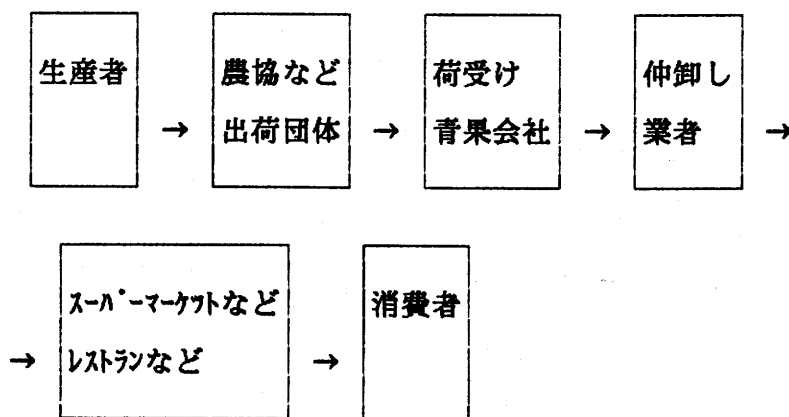 生産者
農協など
出荷団体
荷受け
青果会社
仲卸し
業者
スーパーマーケットなど
レストランなど
消費者